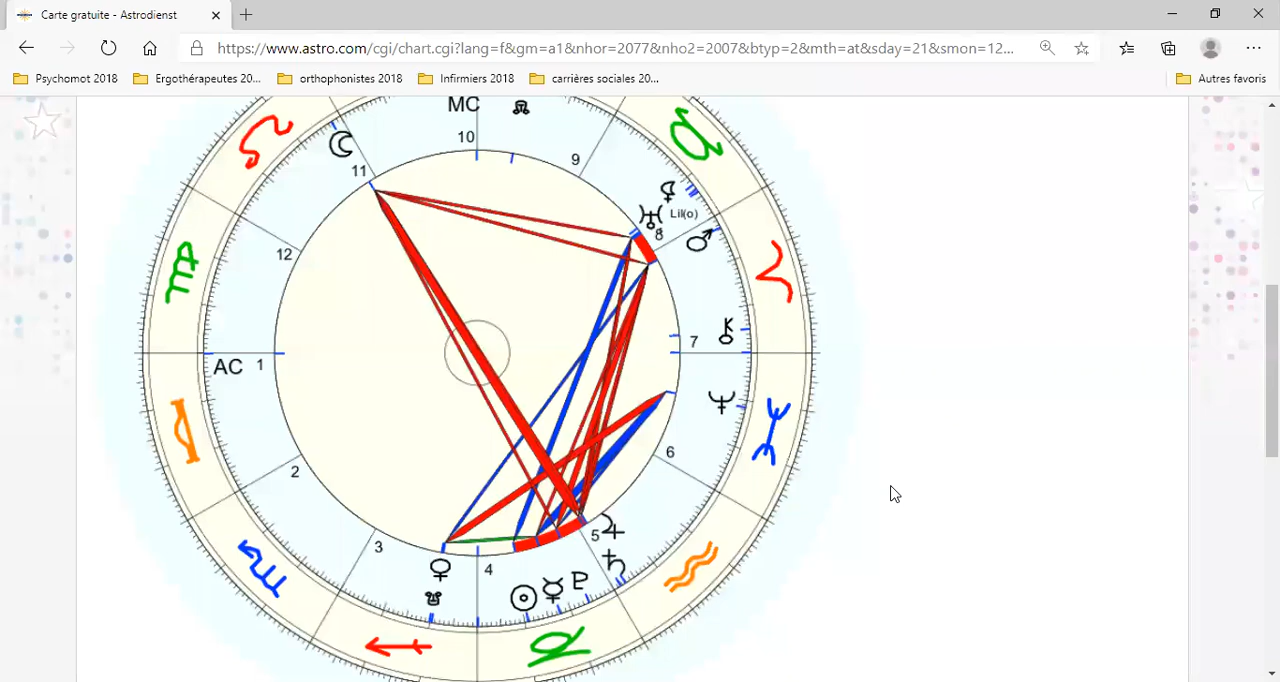 Carte gratuite - Astrodienst
https://www.astro.com/cgi/chart.cgi?lang=f&gm=a1&nhor=2077&nho2=2007&btyp=2&mth=at&sday=21&smon=12...
Psychomot 2018 Ergothérapeutes 20... orthophonistes 2018 Infirmiers 2018 carrières sociales 20... Autres favoris
MC
10
9
11
Lil(o)
8
12
7
AC 1
6
2
5
3
4